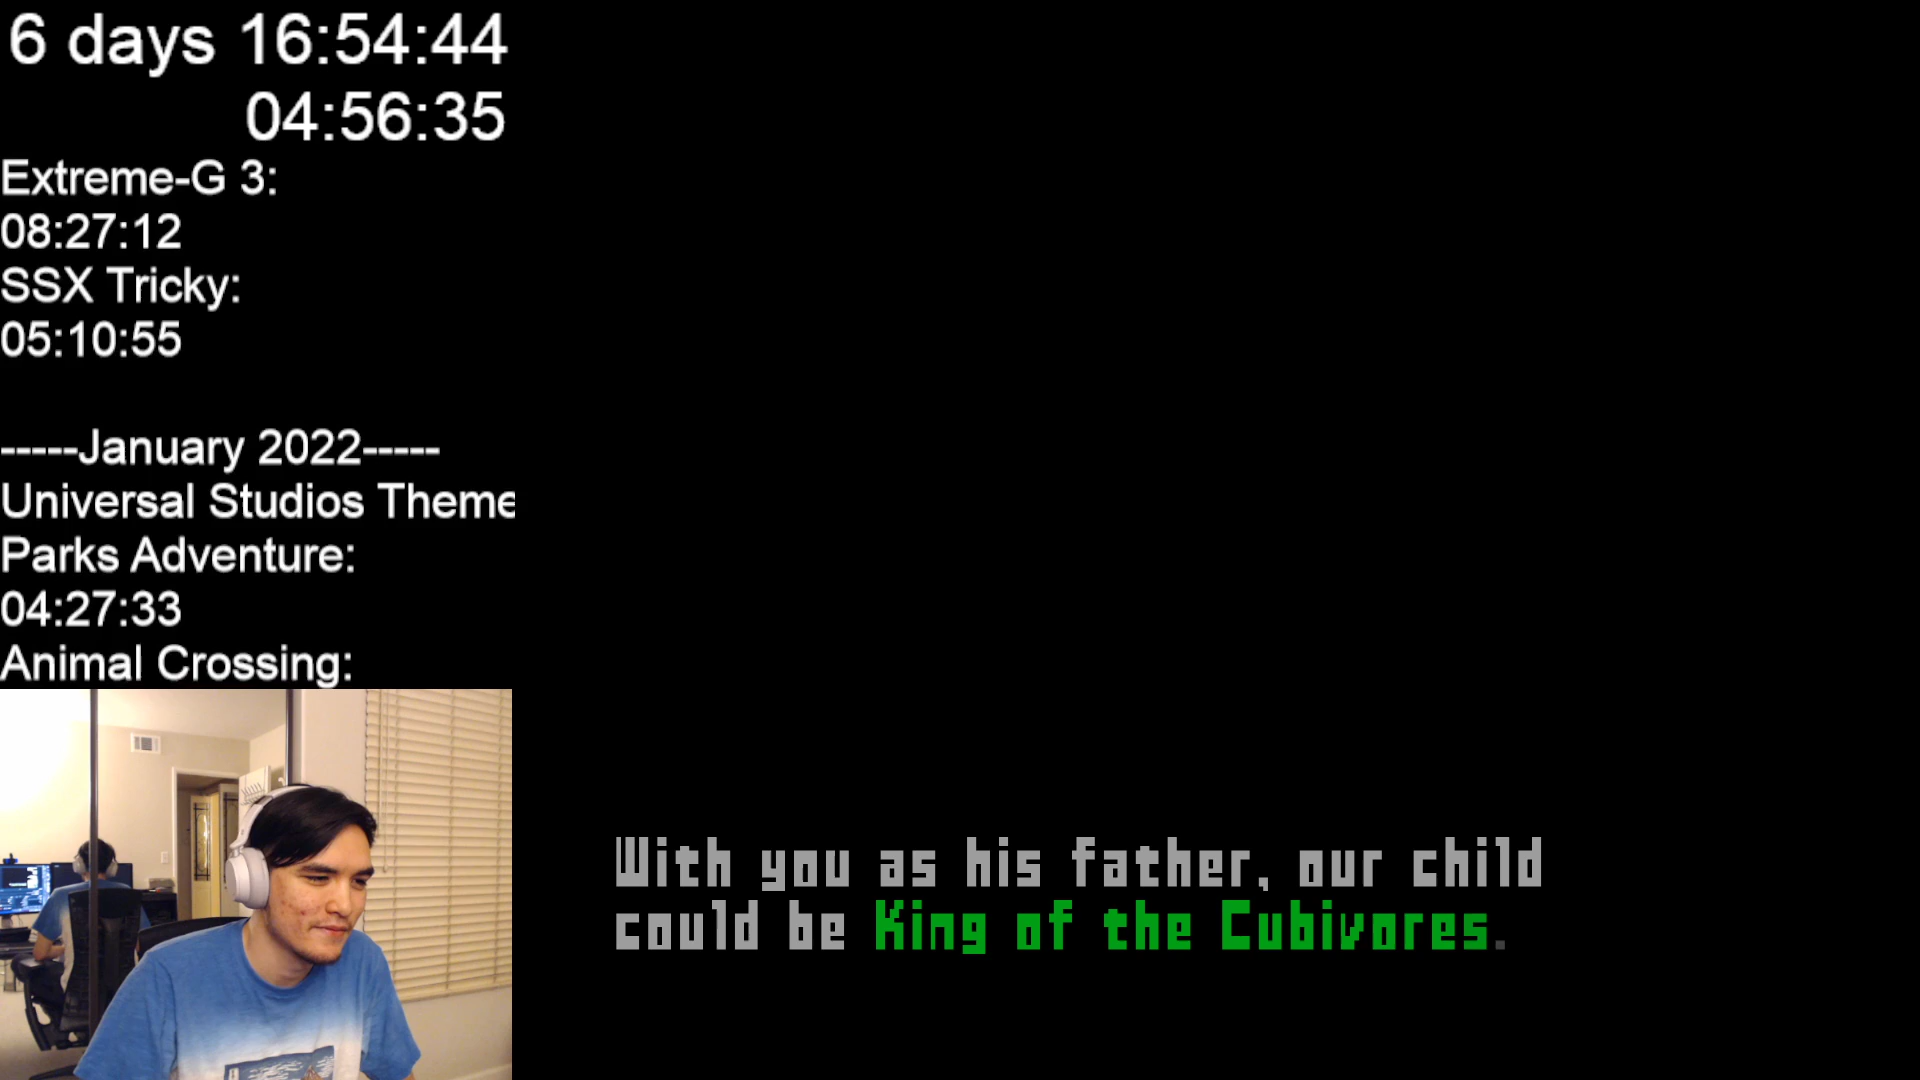 6 days 16:54:44
04:56:35
Extreme-G 3:
08:27:12
SSX Tricky:
05:10:55
-----January 2022-----
Universal Studios Theme
Parks Adventure:
04:27:33
Animal Crossing:
With you as his father, our child
could be King of the Cubivores.